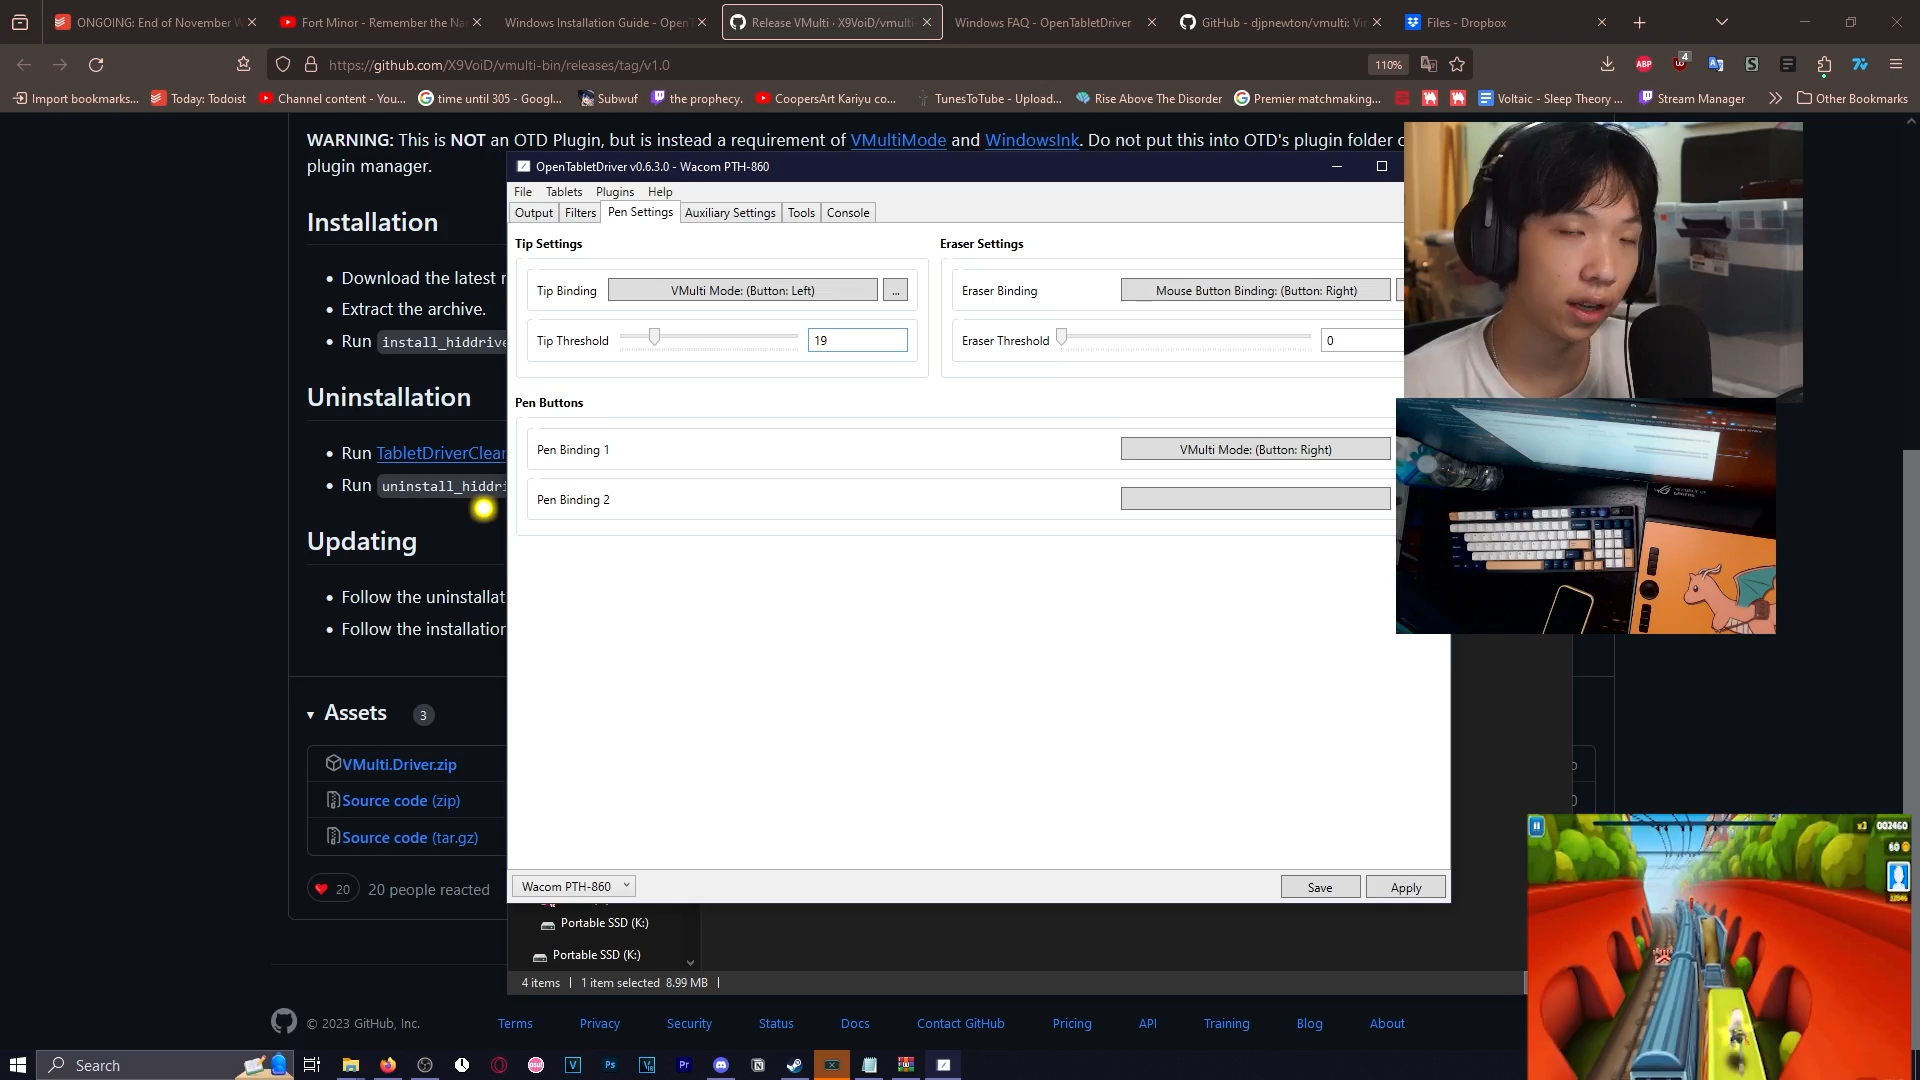 ONGOING: End of November W
Fort Minor - Remember the Na
Windows Installation Guide - OpenT
Release VMulti · X9VoiD/vmulti-
Windows FAQ - OpenTabletDriver
GitHub - djpnewton/vmulti: Vir
Files - Dropbox
https://github.com/X9VoiD/vmulti-bin/releases/tag/v1.0
110%
ABP
4
Import bookmarks...
Today: Todoist
Channel content - You...
time until 305 - Googl...
Subwuf
the prophecy.
CoopersArt Kariyu co...
TunesToTube - Upload...
Rise Above The Disorder
Premier matchmaking...
Voltaic - Sleep Theory ...
Stream Manager
Other Bookmarks
WARNING: This is NOT an OTD Plugin, but is instead a requirement of VMultiMode and WindowsInk. Do not put this into OTD's plugin folder o
plugin manager.
OpenTabletDriver v0.6.3.0 - Wacom PTH-860
File Tablets Plugins Help
Output Filters Pen Settings Auxiliary Settings Tools Console
Tip Settings
Tip Binding
VMulti Mode: (Button: Left)
...
Tip Threshold
19
Eraser Settings
Eraser Binding
Mouse Button Binding: (Button: Right)
Eraser Threshold
0
Pen Buttons
Pen Binding 1
VMulti Mode: (Button: Right)
Pen Binding 2
Wacom PTH-860
Save
Apply
Installation
Download the latest r
Extract the archive.
Run install_hiddrive
Uninstallation
Run TabletDriverClean
Run uninstall_hiddri
Updating
Follow the uninstallat
Follow the installation
Assets 3
VMulti.Driver.zip
Source code (zip)
Source code (tar.gz)
20
20 people reacted
Portable SSD (K:)
Portable SSD (K:)
4 items
1 item selected 8.99 MB
x3 002460
60
© 2023 GitHub, Inc.
Terms
Privacy
Security
Status
Docs
Contact GitHub
Pricing
API
Training
Blog
About
Search